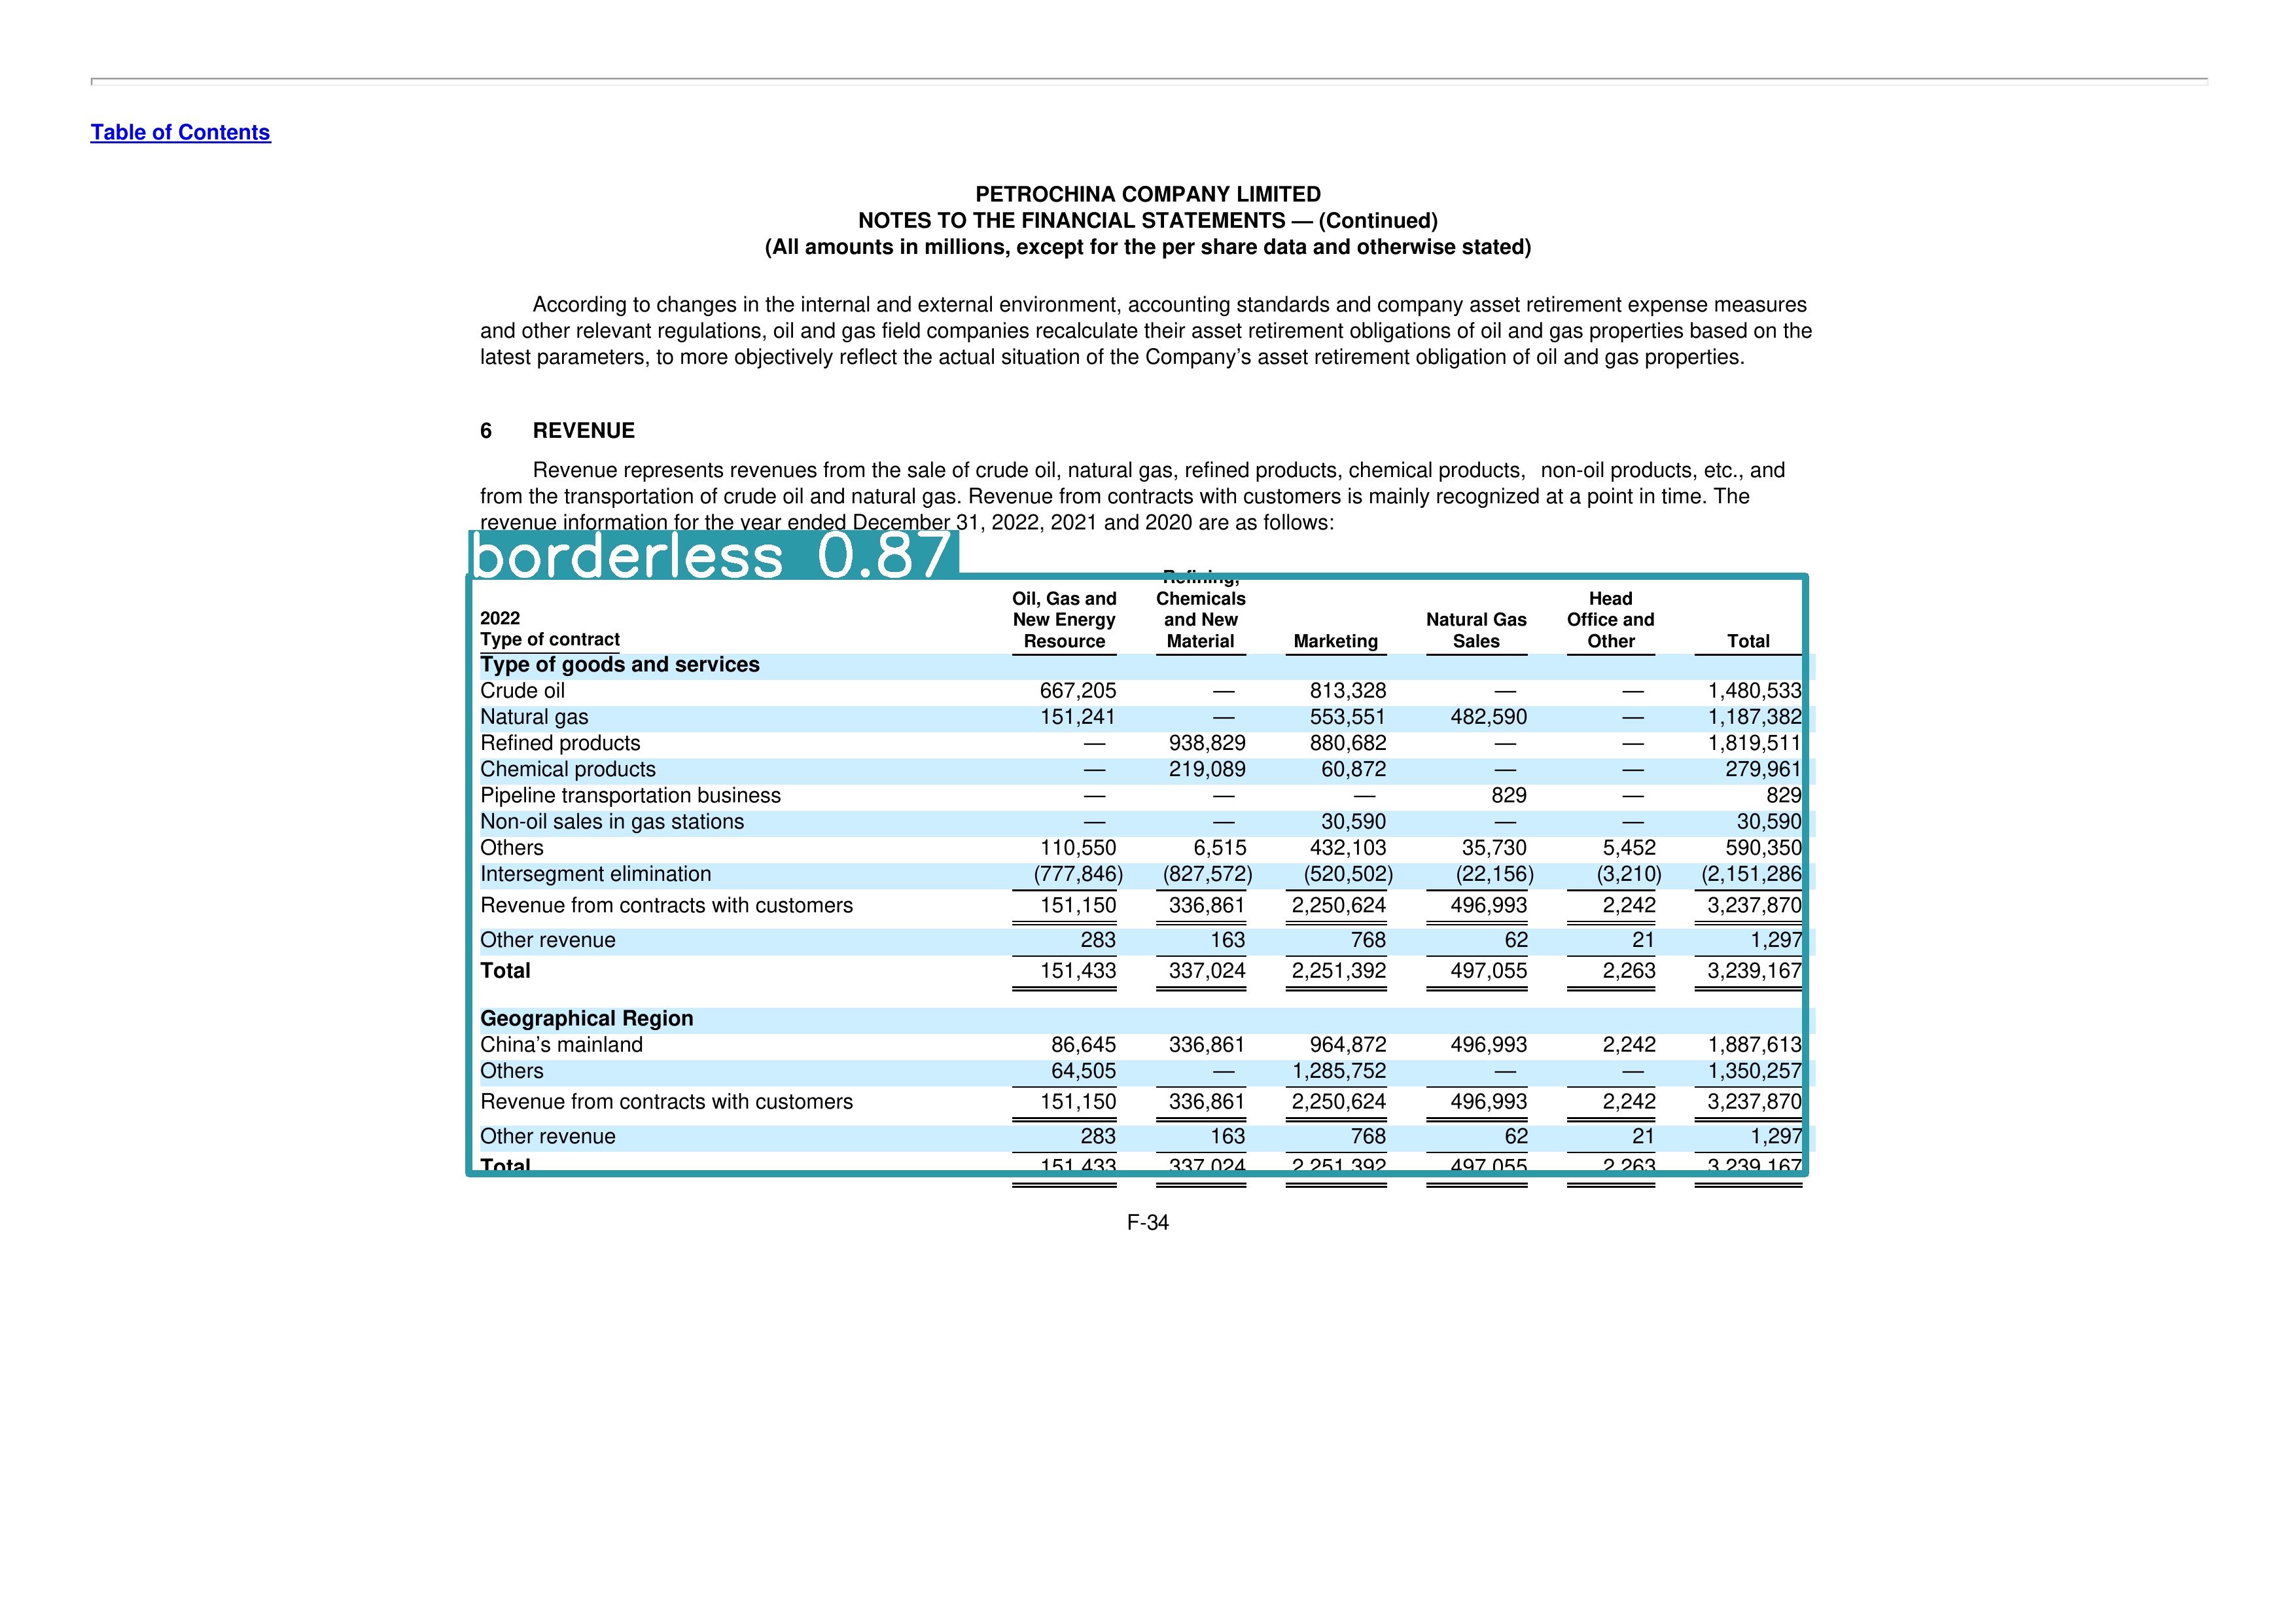 Table of Contents
PETROCHINA COMPANY LIMITED
NOTES TO THE FINANCIAL STATEMENTS — (Continued)
(All amounts in millions, except for the per share data and otherwise stated)
According to changes in the internal and external environment, accounting standards and company asset retirement expense measures
and other relevant regulations, oil and gas field companies recalculate their asset retirement obligations of oil and gas properties based on the
latest parameters, to more objectively reflect the actual situation of the Company’s asset retirement obligation of oil and gas properties.
6 REVENUE
Revenue represents revenues from the sale of crude oil, natural gas, refined products, chemical products, non-oil products, etc., and
from the transportation of crude oil and natural gas. Revenue from contracts with customers is mainly recognized at a point in time. The
revenue information for the year ended December 31, 2022, 2021 and 2020 are as follows:
borderless 0.87
Refining,
Oil, Gas and Chemicals Head
2022 New Energy and New Natural Gas Office and
Type of contract Resource Material Marketing Sales Other Total
Type of goods and services
Crude oil 667,205 — 813,328 — — 1,480,533
Natural gas 151,241 — 553,551 482,590 — 1,187,382
Refined products — 938,829 880,682 — — 1,819,511
Chemical products — 219,089 60,872 — — 279,961
Pipeline transportation business — — — 829 — 829
Non-oil sales in gas stations — — 30,590 — — 30,590
Others 110,550 6,515 432,103 35,730 5,452 590,350
Intersegment elimination (777,846) (827,572) (520,502) (22,156) (3,210) (2,151,286
Revenue from contracts with customers 151,150 336,861 2,250,624 496,993 2,242 3,237,870
Other revenue 283 163 768 62 21 1,297
Total 151,433 337,024 2,251,392 497,055 2,263 3,239,167
Geographical Region
China’s mainland 86,645 336,861 964,872 496,993 2,242 1,887,613
Others 64,505 — 1,285,752 — — 1,350,257
Revenue from contracts with customers 151,150 336,861 2,250,624 496,993 2,242 3,237,870
Other revenue 283 163 768 62 21 1,297
Total 151,433 337,024 2,251,392 497,055 2,263 3,239,167
F-34